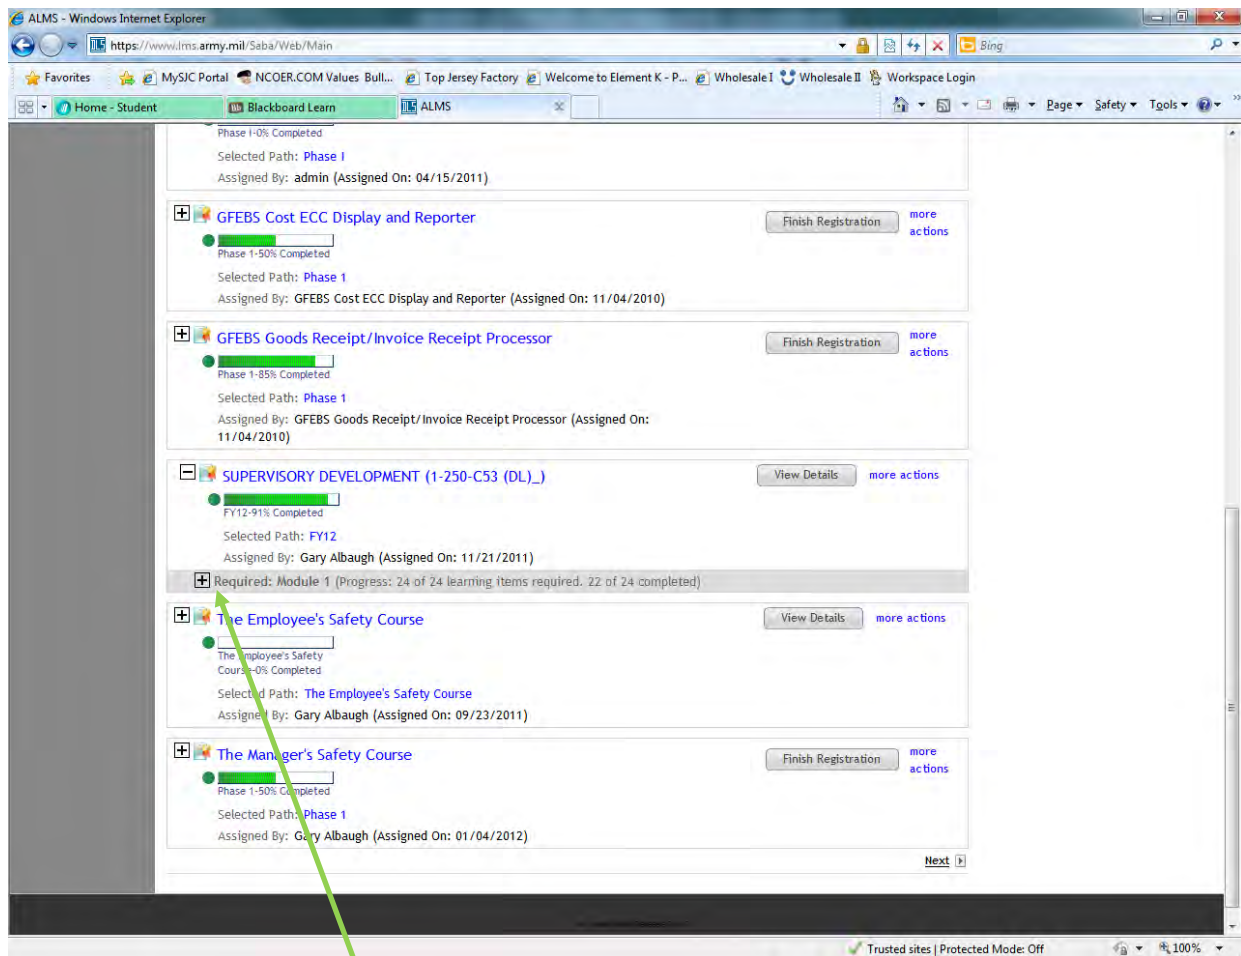 ALMS - Windows Internet Explorer
https://www.lms.army.mil/Saba/Web/Main
Bing
Favorites MySJC Portal NCOER.COM Values Bull... Top Jersey Factory Welcome to Element K - P... Wholesale I Wholesale II Workspace Login
Home - Student Blackboard Learn ALMS Page Safety Tools
Phase I-0% Completed
Selected Path: Phase I
Assigned By: admin (Assigned On: 04/15/2011)
GFEBS Cost ECC Display and Reporter Finish Registration more actions
Phase 1-50% Completed
Selected Path: Phase 1
Assigned By: GFEBS Cost ECC Display and Reporter (Assigned On: 11/04/2010)
GFEBS Goods Receipt/Invoice Receipt Processor Finish Registration more actions
Phase 1-85% Completed
Selected Path: Phase 1
Assigned By: GFEBS Goods Receipt/Invoice Receipt Processor (Assigned On:
11/04/2010)
SUPERVISORY DEVELOPMENT (1-250-C53 (DL)_) View Details more actions
FY12-91% Completed
Selected Path: FY12
Assigned By: Gary Albaugh (Assigned On: 11/21/2011)
Required: Module 1 (Progress: 24 of 24 learning items required. 22 of 24 completed)
The Employee's Safety Course View Details more actions
The Employee's Safety
Course-0% Completed
Selected Path: The Employee's Safety Course
Assigned By: Gary Albaugh (Assigned On: 09/23/2011)
The Manager's Safety Course Finish Registration more actions
Phase 1-50% Completed
Selected Path: Phase 1
Assigned By: Gary Albaugh (Assigned On: 01/04/2012)
Next
Trusted sites | Protected Mode: Off 100%